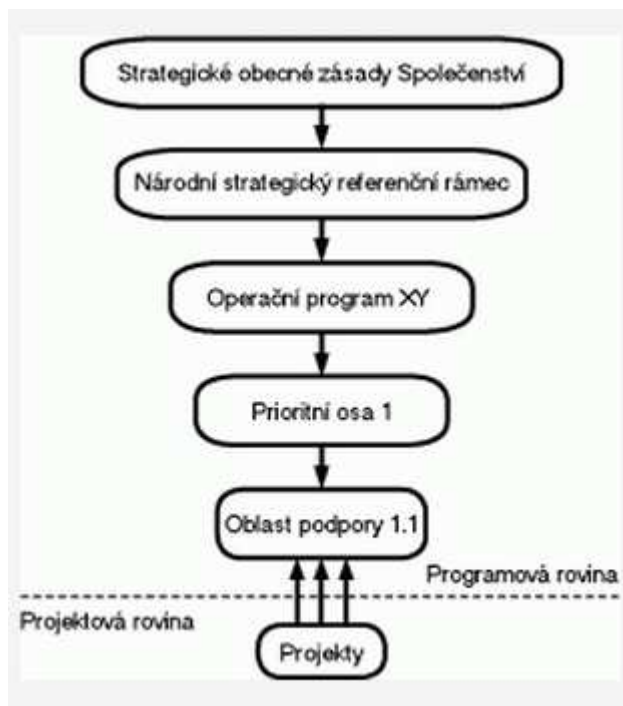 Strategické obecné zásady Společenství
Národní strategický referenční rámec
Operační program XY
Prioritní osa 1
Oblast podpory 1.1
Programová rovina
Projektová rovina
Projekty